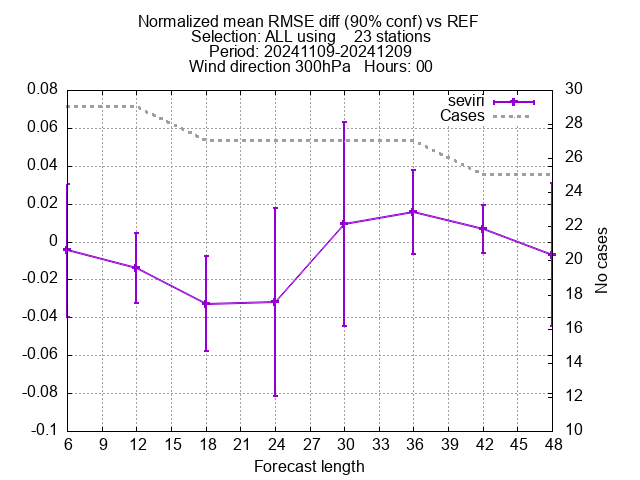 Normalized mean RMSE diff (90% conf) vs REF
Selection: ALL using    23 stations
Period: 20241109-20241209
Wind direction 300hPa   Hours: 00
seviri
Cases
0.08
0.06
0.04
0.02
0
-0.02
-0.04
-0.06
-0.08
-0.1
30
28
26
24
22
20
18
16
14
12
10
No cases
6 9 12 15 18 21 24 27 30 33 36 39 42 45 48
Forecast length